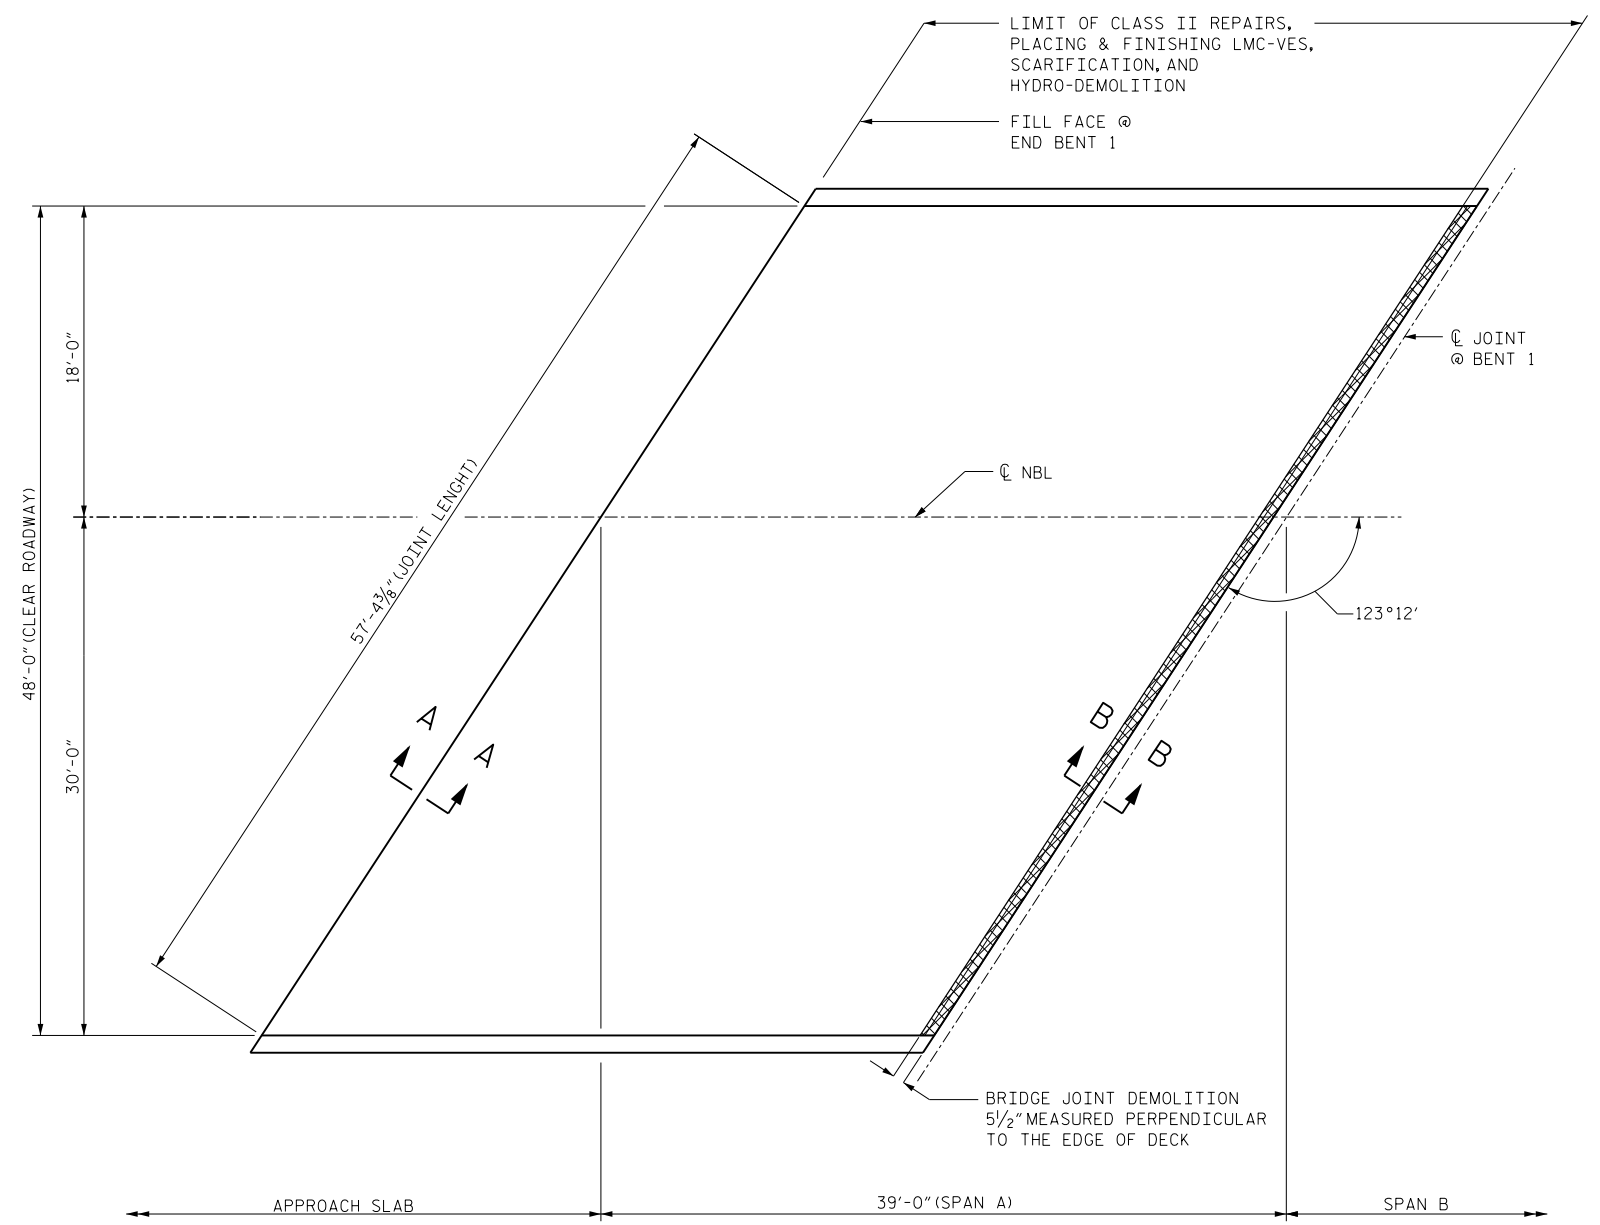 LIMIT OF CLASS II REPAIRS,
PLACING & FINISHING LMC-VES,
SCARIFICATION, AND
HYDRO-DEMOLITION
FILL FACE @
END BENT 1
18'-0"
℄ JOINT
@ BENT 1
℄ NBL
57'-4⅜" (JOINT LENGHT)
48'-0" (CLEAR ROADWAY)
123°12'
30'-0"
A
A
B
B
BRIDGE JOINT DEMOLITION
5½" MEASURED PERPENDICULAR
TO THE EDGE OF DECK
APPROACH SLAB
39'-0" (SPAN A)
SPAN B